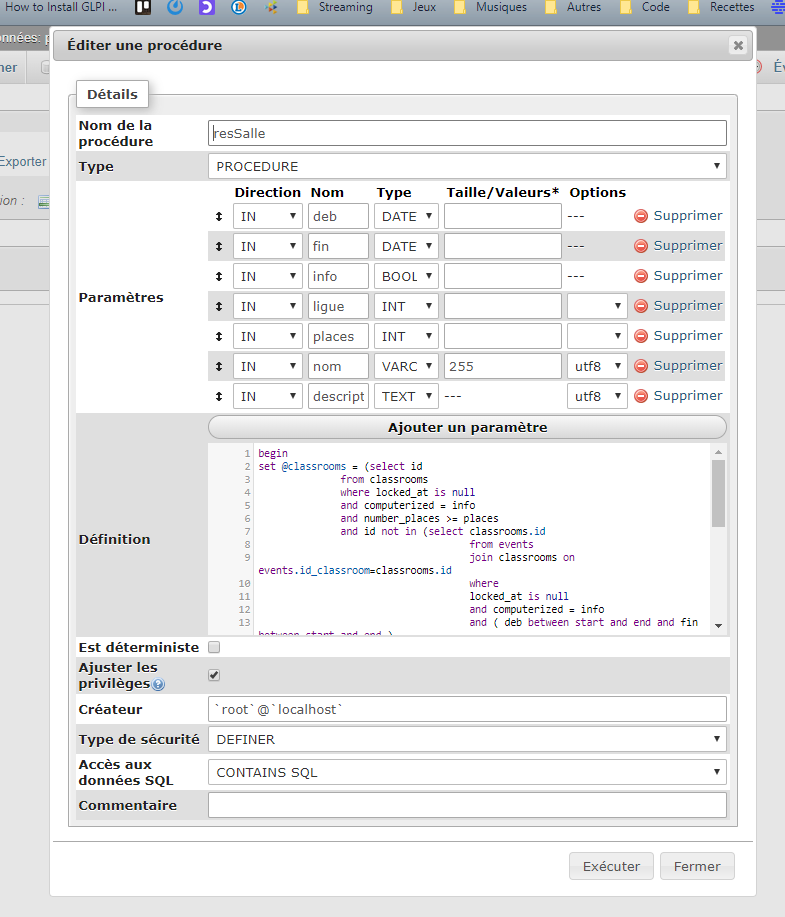 How to Install GLPI ... Streaming Jeux Musiques Autres Code Recettes
onnées: p
Éditer une procédure
ner
Év
Détails
Nom de la procédure resSalle
Exporter
Type PROCEDURE
ion :
Direction Nom Type Taille/Valeurs* Options
IN deb DATE --- Supprimer
IN fin DATE --- Supprimer
IN info BOOL --- Supprimer
Paramètres
IN ligue INT Supprimer
IN places INT Supprimer
IN nom VARC 255 utf8 Supprimer
IN descript TEXT --- utf8 Supprimer
Ajouter un paramètre
Définition
1 begin
2 set @classrooms = (select id
3 from classrooms
4 where locked_at is null
5 and computerized = info
6 and number_places >= places
7 and id not in (select classrooms.id
8 from events
9 join classrooms on
events.id_classroom=classrooms.id
10 where
11 locked_at is null
12 and computerized = info
13 and ( deb between start and end and fin
between start and end )
Est déterministe
Ajuster les privilèges
Créateur `root`@`localhost`
Type de sécurité DEFINER
Accès aux données SQL CONTAINS SQL
Commentaire
Exécuter Fermer